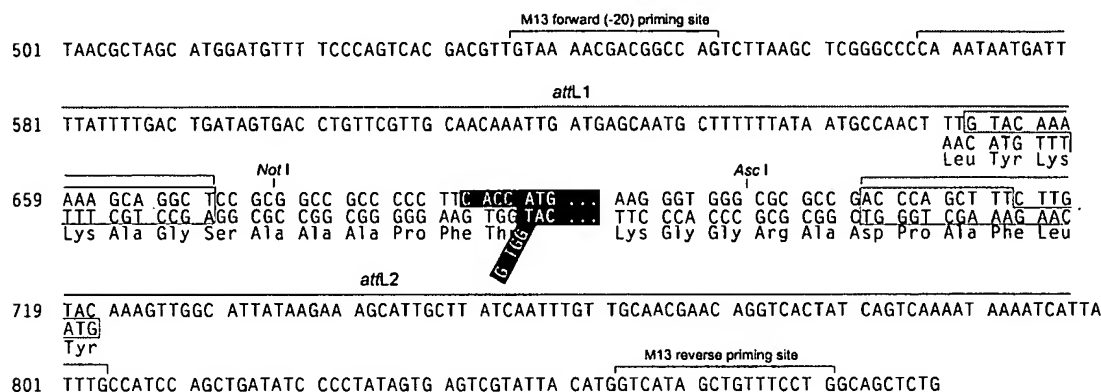 M13 forward (-20) priming site
501 TAACGCTAGC ATGGATGTTT TCCCAGTCAC GACGTTGTAA AACGACGGCC AGTCTTAAGC TCGGGCCCCA AATAATGATT
attL1
581 TTATTTTGAC TGATAGTGAC CTGTTCGTTG CAACAAATTG ATGAGCAATG CTTTTTTATA ATGCCAACT TTG TAC AAA
AAC ATG TTT
Leu Tyr Lys
Not I Asc I
659 AAA GCA GGC TCC GCG GCC GCC CCC TTC ACC ATG ... AAG GGT GGG CGC GCC GAC CCA GCT TTC TTG
TTT CGT CCG AGG CGC CGG CGG GGG AAG TGG TAC ... TTC CCA CCC GCG CGG CTG GGT CGA AAG AAC
Lys Ala Gly Ser Ala Ala Ala Pro Phe Thr Lys Gly Gly Arg Ala Asp Pro Ala Phe Leu
G TGG
attL2
719 TAC AAAGTTGGC ATTATAAGAA AGCATTGCTT ATCAATTTGT TGCAACGAAC AGGTCACTAT CAGTCAAAAT AAAATCATTA
ATG
Tyr
M13 reverse priming site
801 TTTGCCATCC AGCTGATATC CCCTATAGTG AGTCGTATTA CATGGTCATA GCTGTTTCCT GGCAGCTCTG